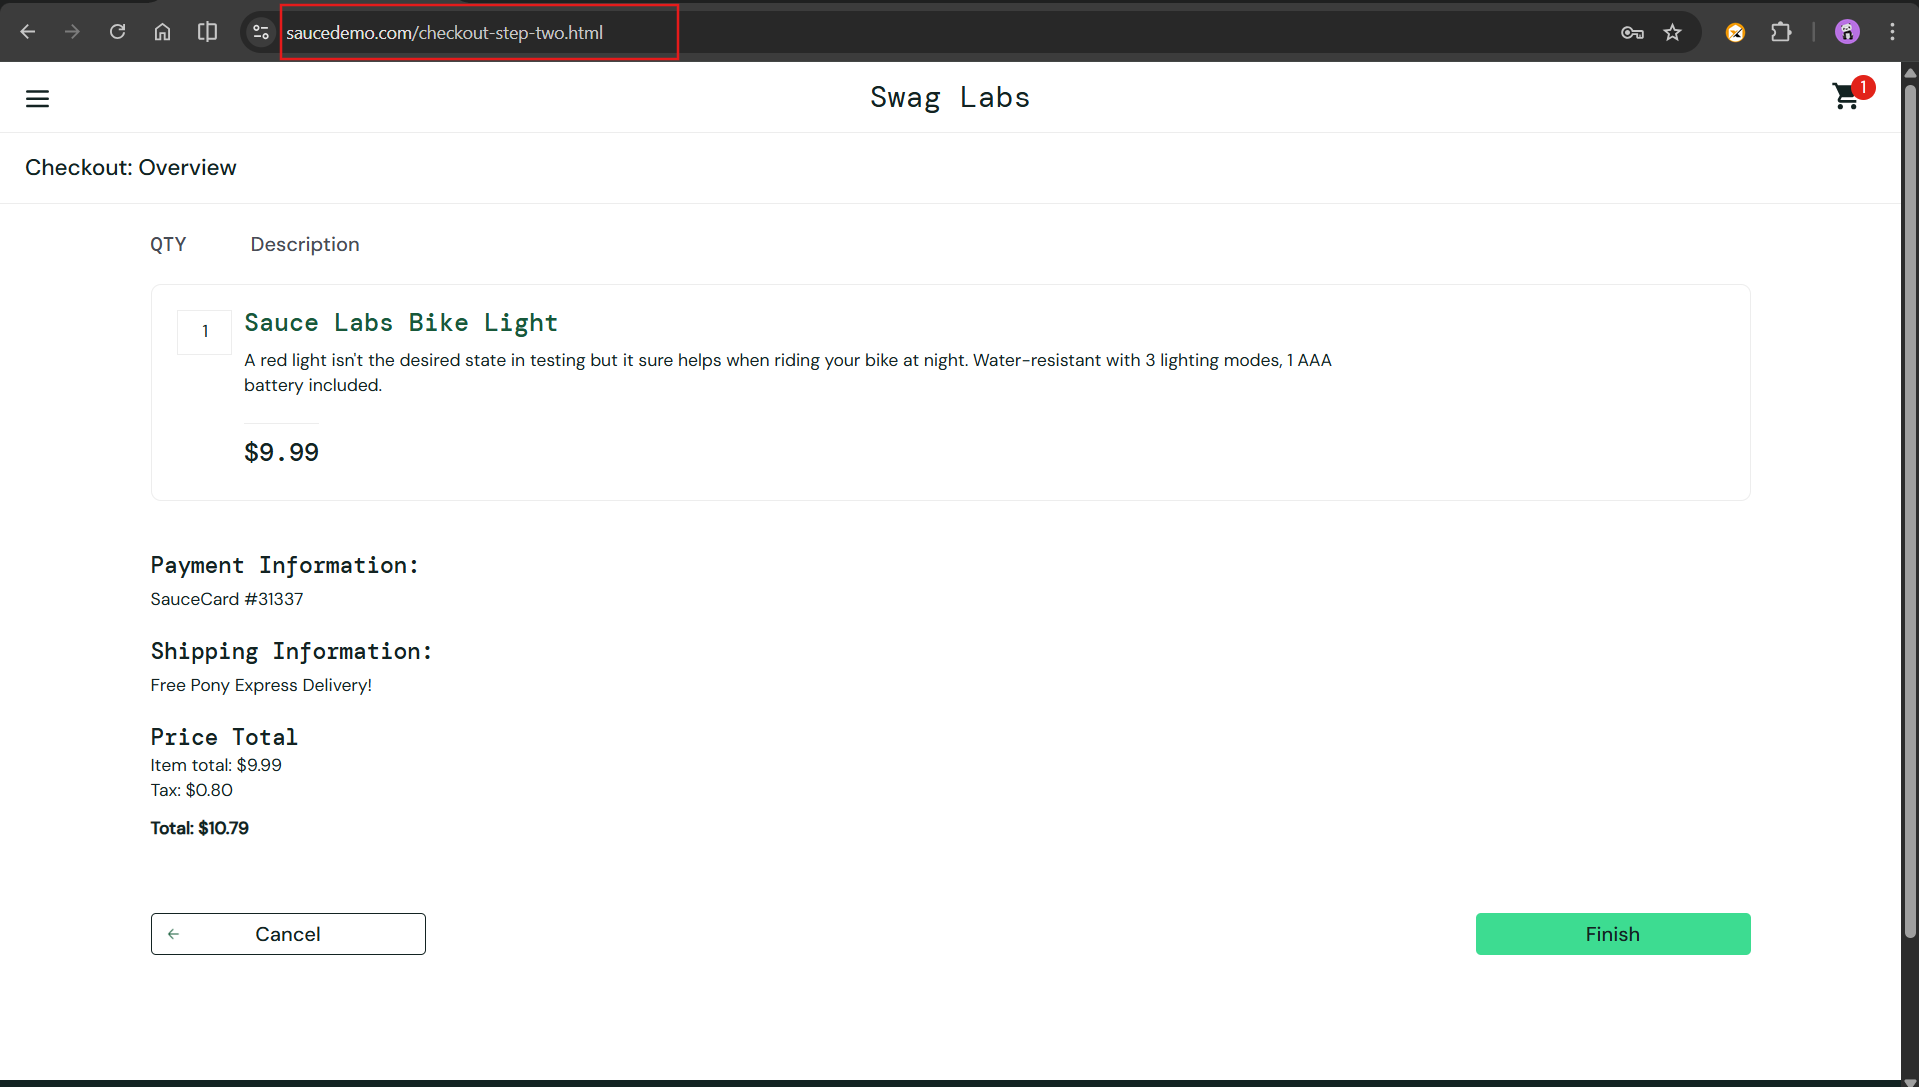 saucedemo.com/checkout-step-two.html
Swag Labs
1
Checkout: Overview
QTY Description
1
Sauce Labs Bike Light
A red light isn't the desired state in testing but it sure helps when riding your bike at night. Water-resistant with 3 lighting modes, 1 AAA
battery included.
$9.99
Payment Information:
SauceCard #31337
Shipping Information:
Free Pony Express Delivery!
Price Total
Item total: $9.99
Tax: $0.80
Total: $10.79
Cancel
Finish